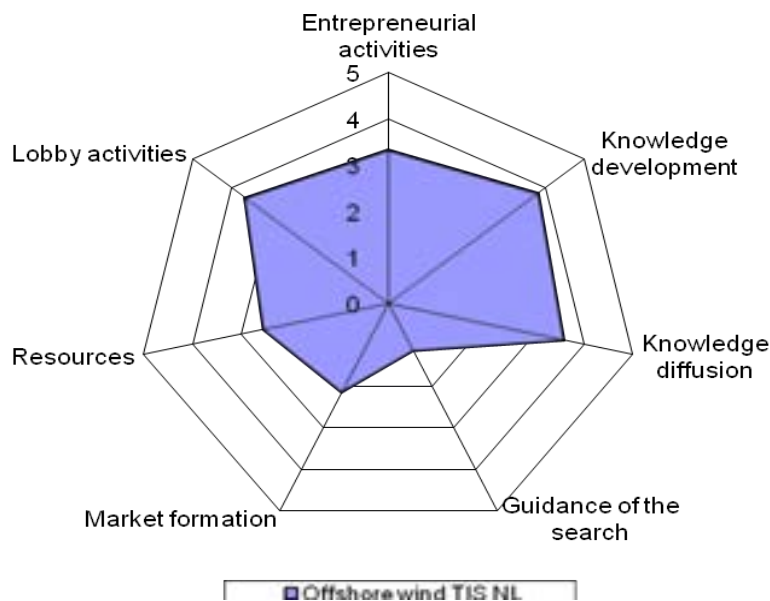 Entrepreneurial
activities
5
4
3
2
1
0
Knowledge
development
Lobby activities
Knowledge
diffusion
Resources
Guidance of the
search
Market formation
Offshore wind TIS NL